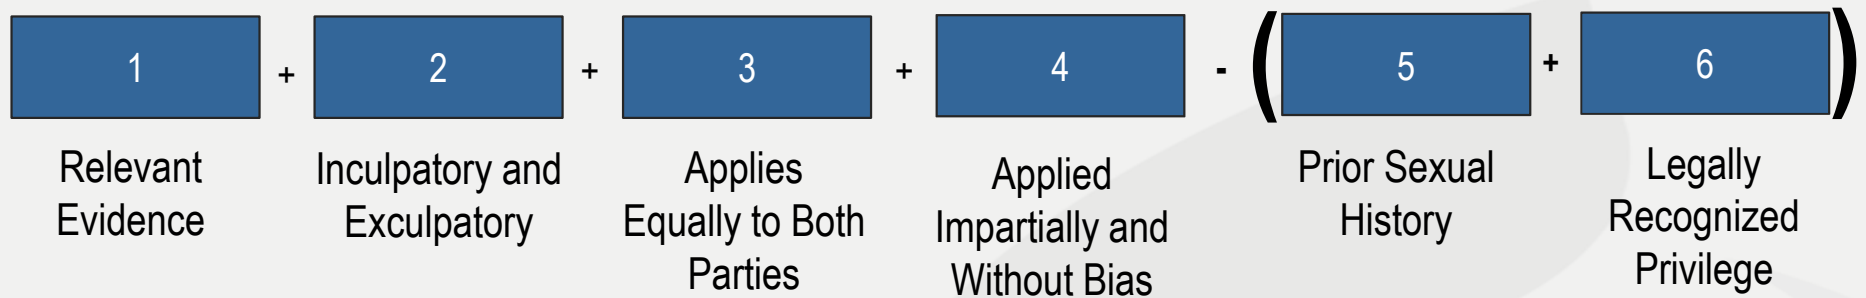 1 + 2 + 3 + 4 - ( 5 + 6 )
Relevant
Evidence
Inculpatory and
Exculpatory
Applies
Equally to Both
Parties
Applied
Impartially and
Without Bias
Prior Sexual
History
Legally
Recognized
Privilege